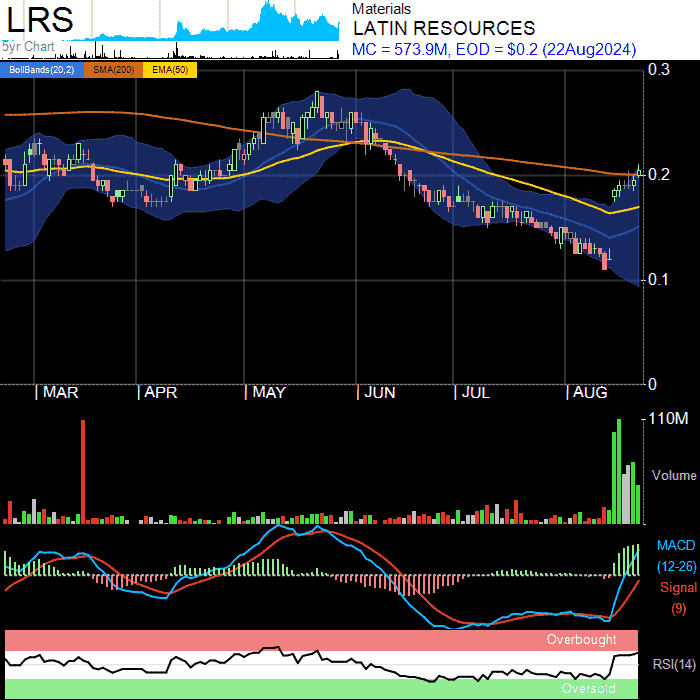 LRS
5yr Chart
Materials
LATIN RESOURCES
MC = 573.9M, EOD = $0.2 (22Aug2024)
BollBands(20,2) SMA(200) EMA(50)
0.3
0.2
0.1
0
| MAR | APR | MAY | JUN | JUL | AUG
110M
Volume
MACD
(12-26)
Signal
(9)
Overbought
RSI(14)
Oversold